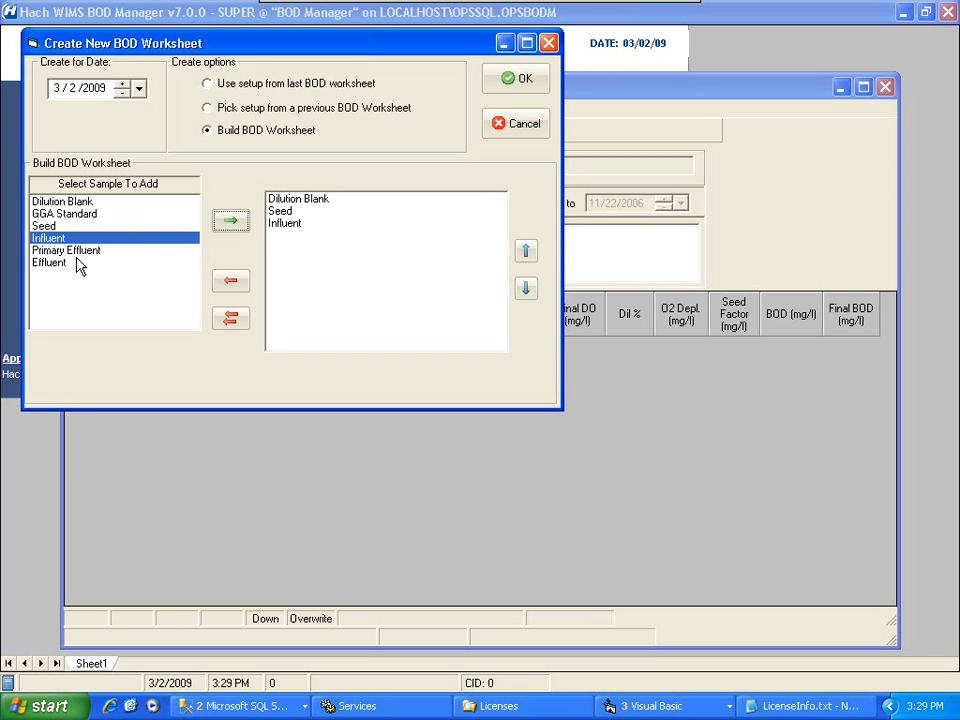 Hach WIMS BOD Manager v7.0.0 - SUPER @ "BOD Manager" on LOCALHOST\OPSSQL.OPSBODM
DATE: 03/02/09
Create New BOD Worksheet
Create for Date:
3 / 2 /2009
Create options
Use setup from last BOD worksheet
Pick setup from a previous BOD Worksheet
Build BOD Worksheet
OK
Cancel
Build BOD Worksheet
Select Sample To Add
Dilution Blank
GGA Standard
Seed
Influent
Primary Effluent
Effluent
Dilution Blank
Seed
Influent
to
11/22/2006
inal DO (mg/l)
Dil %
O2 Depl. (mg/l)
Seed Factor (mg/l)
BOD (mg/l)
Final BOD (mg/l)
App
Hac
Down
Overwrite
Sheet1
3/2/2009
3:29 PM
0
CID: 0
start
2 Microsoft SQL S...
Services
Licenses
3 Visual Basic
LicenseInfo.txt - N...
3:29 PM